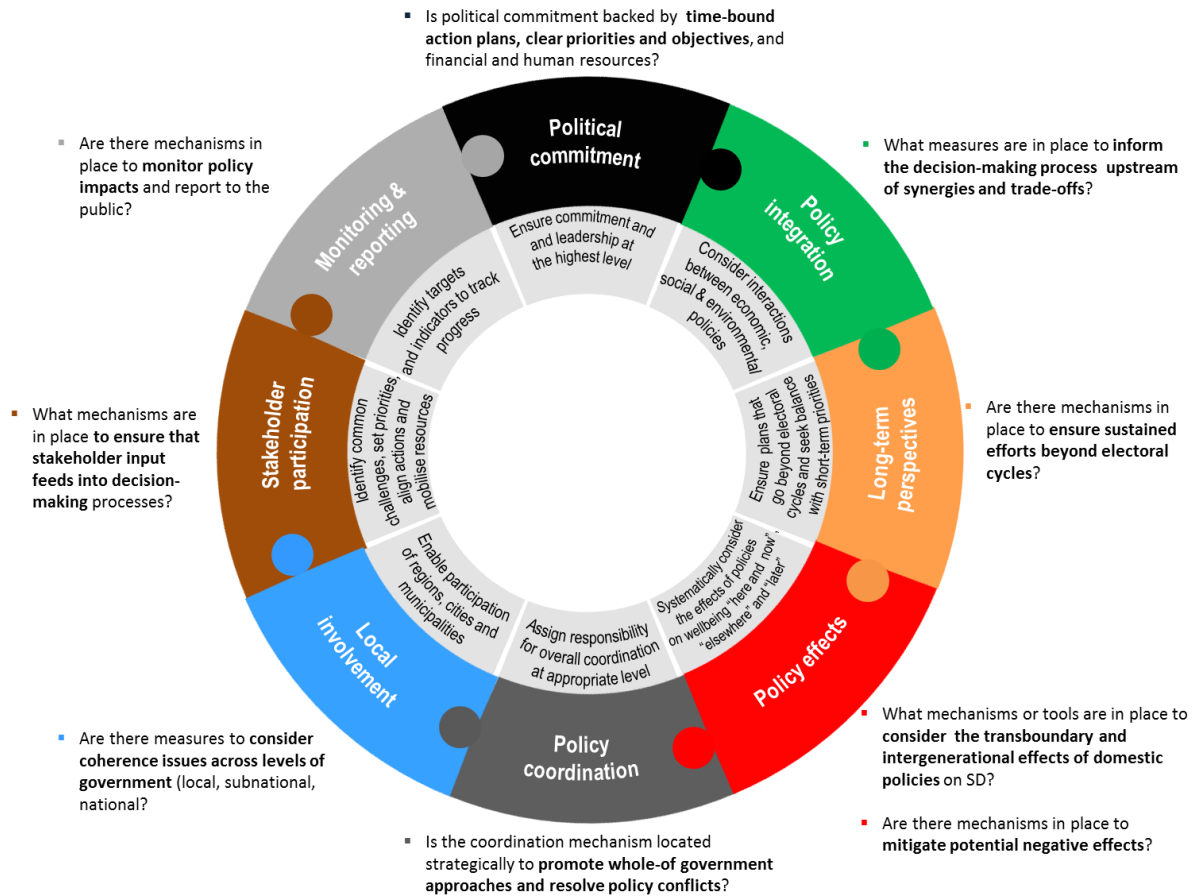 ▪ Is political commitment backed by time-bound
action plans, clear priorities and objectives, and
financial and human resources?
Political
commitment
Ensure commitment and
and leadership at
the highest level
▪ What measures are in place to inform
the decision-making process upstream
of synergies and trade-offs?
Policy
integration
Consider interactions
between economic,
social & environmental
policies
▪ Are there mechanisms in
place to ensure sustained
efforts beyond electoral
cycles?
Long-term
perspectives
Ensure plans that
go beyond electoral
cycles and seek balance
with short-term priorities
▪ What mechanisms or tools are in place to
consider the transboundary and
intergenerational effects of domestic
policies on SD?
▪ Are there mechanisms in place to
mitigate potential negative effects?
Policy effects
Systematically consider
the effects of policies
on wellbeing "here and now",
"elsewhere" and "later"
▪ Is the coordination mechanism located
strategically to promote whole-of government
approaches and resolve policy conflicts?
Policy
coordination
Assign responsibility
for overall coordination
at appropriate level
▪ Are there measures to consider
coherence issues across levels of
government (local, subnational,
national?
Local
involvement
Enable participation
of regions, cities and
municipalities
▪ What mechanisms are
in place to ensure that
stakeholder input
feeds into decision-
making processes?
Stakeholder
participation
Identify common
challenges, set priorities,
align actions and
mobilise resources
▪ Are there mechanisms in
place to monitor policy
impacts and report to the
public?
Monitoring &
reporting
Identify targets
and indicators to track
progress